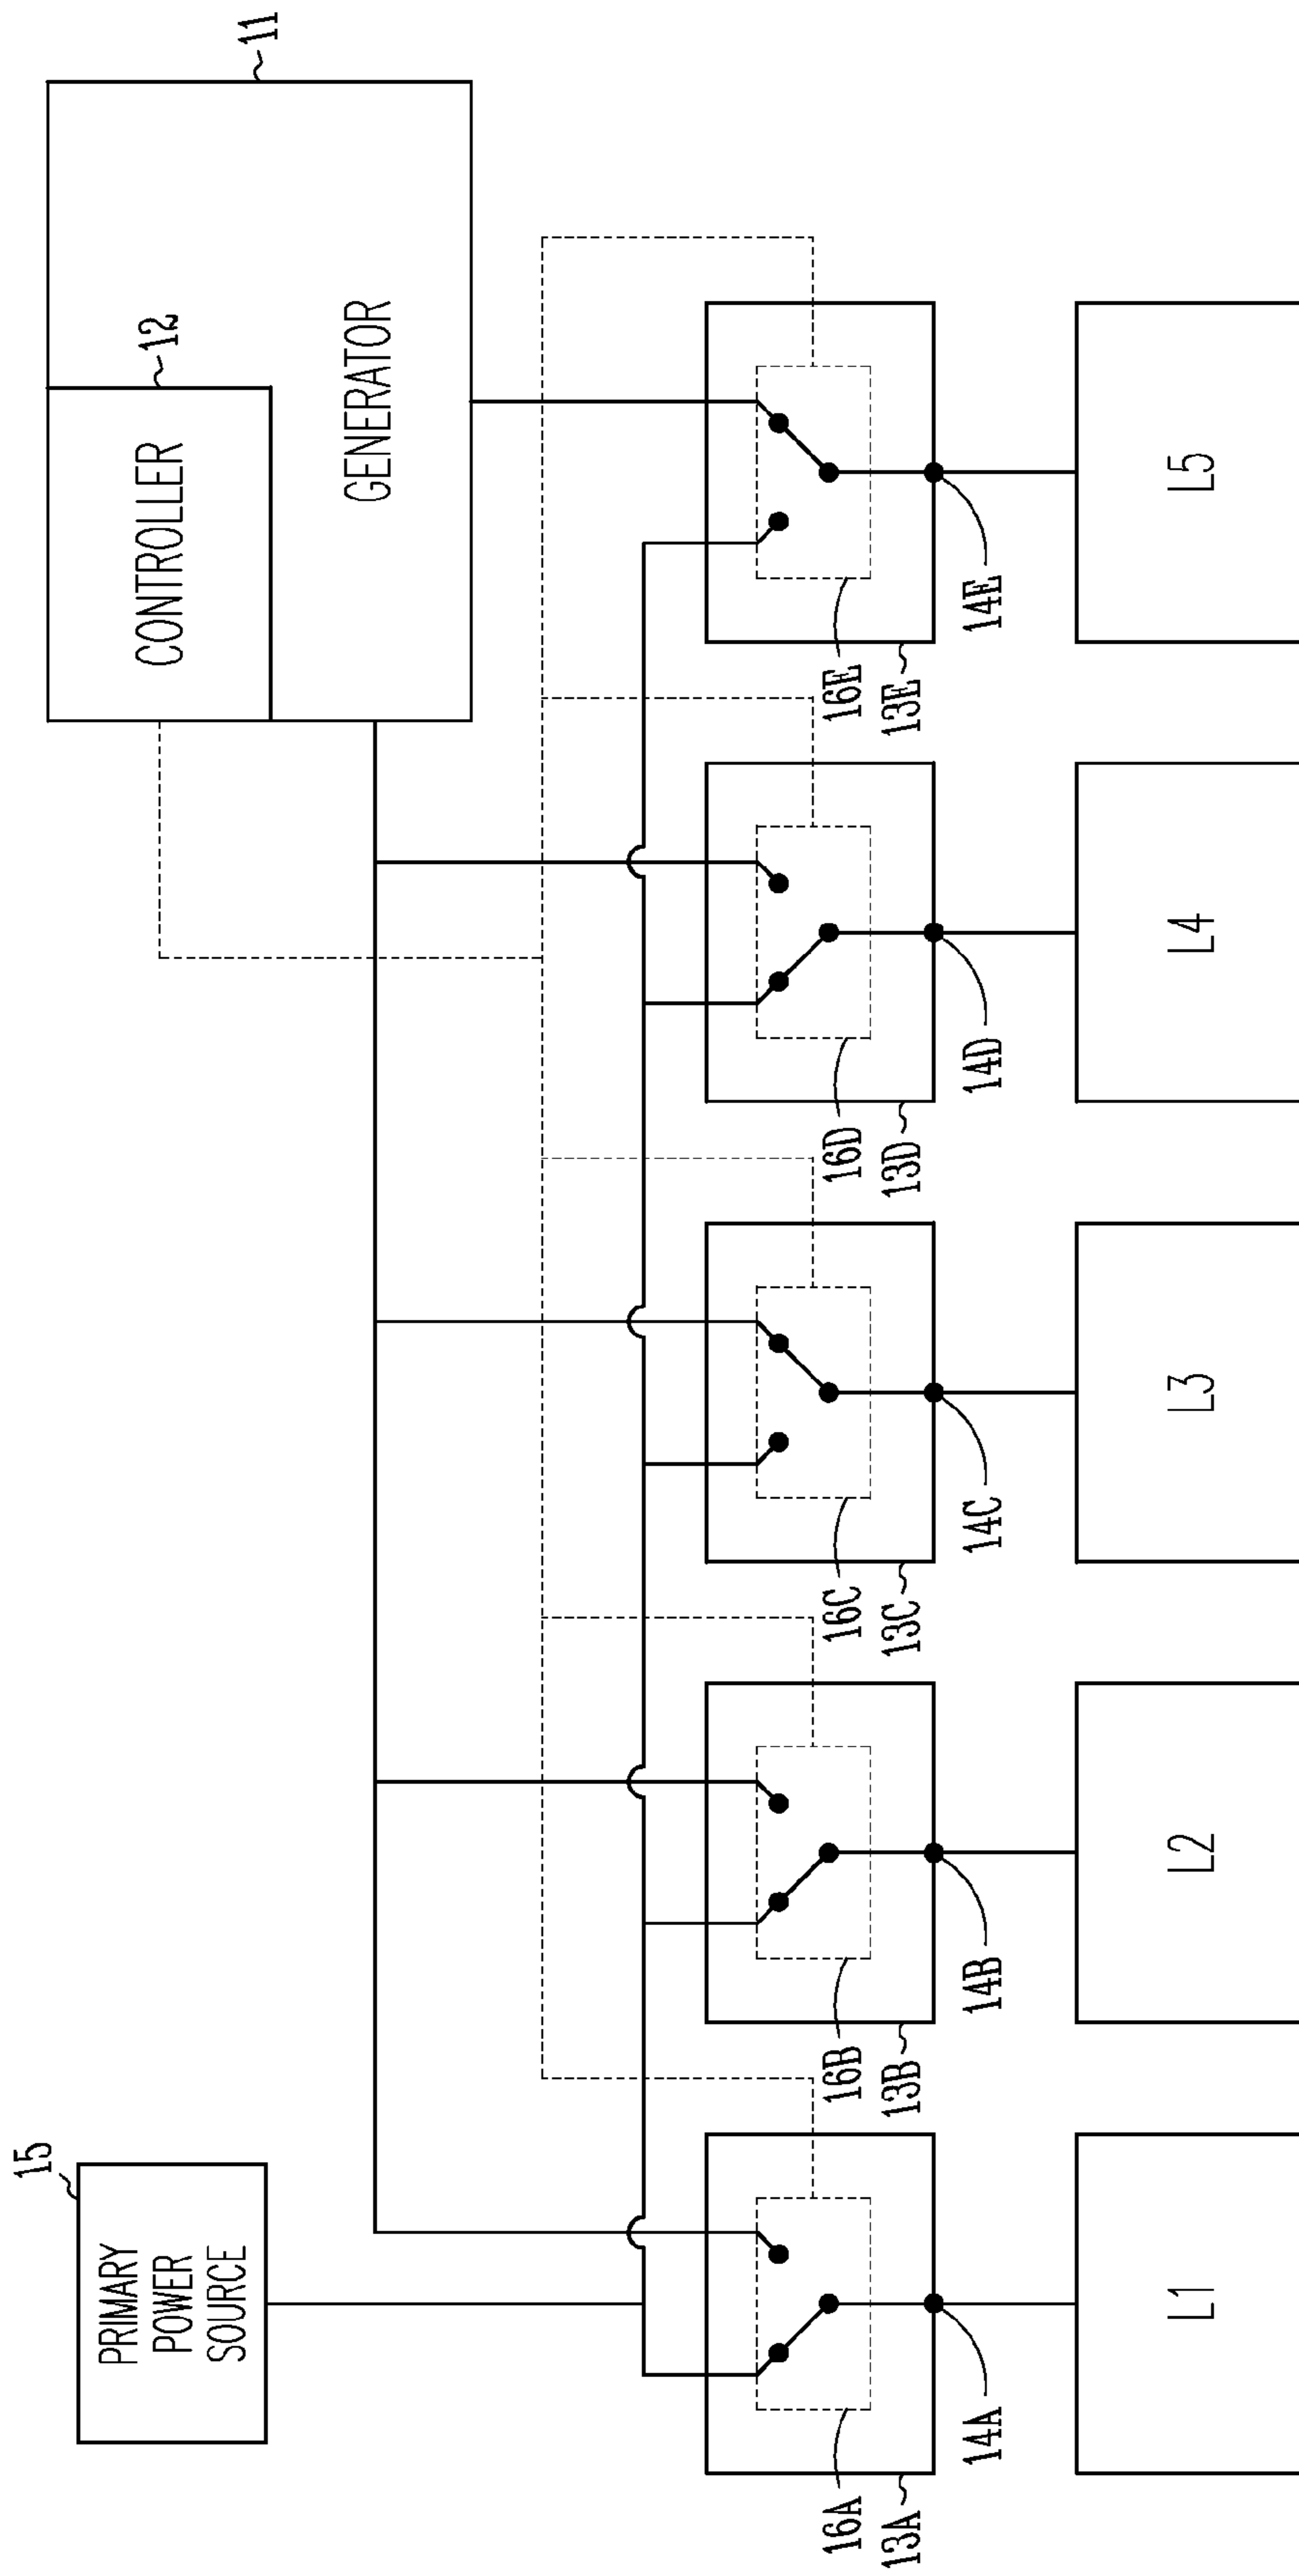 15
PRIMARY
POWER
SOURCE
11
12
CONTROLLER
GENERATOR
16A
13A
14A
16B
13B
14B
16C
13C
14C
16D
13D
14D
16E
13E
14E
L1
L2
L3
L4
L5